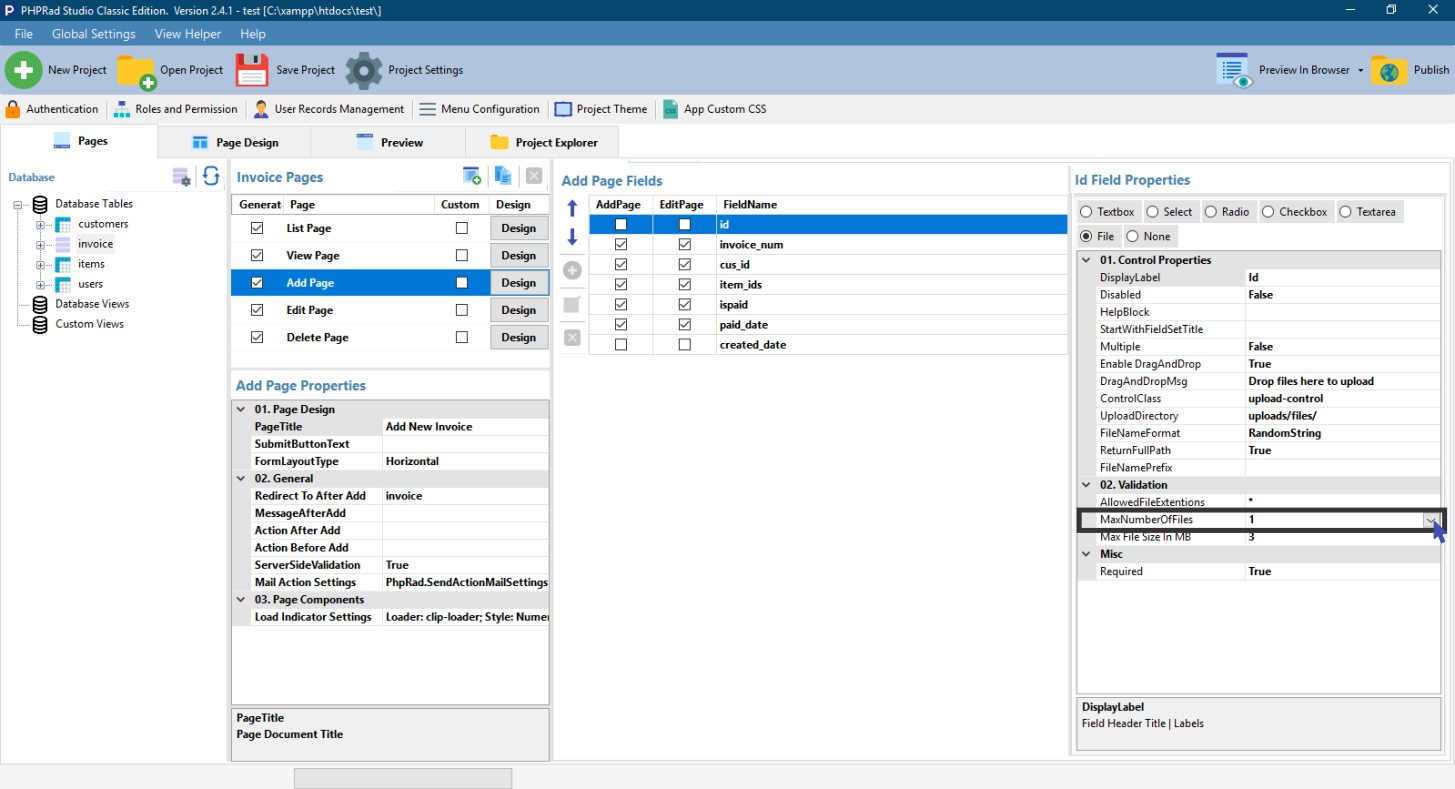 PHPRad Studio Classic Edition.  Version 2.4.1 - test [C:\xampp\htdocs\test\]
File Global Settings View Helper Help
New Project Open Project Save Project Project Settings Preview In Browser Publish
Authentication Roles and Permission User Records Management Menu Configuration Project Theme App Custom CSS
Pages Page Design Preview Project Explorer
Database
Database Tables
customers
invoice
items
users
Database Views
Custom Views
Invoice Pages
Generat Page Custom Design
List Page Design
View Page Design
Add Page Design
Edit Page Design
Delete Page Design
Add Page Properties
01. Page Design
PageTitle Add New Invoice
SubmitButtonText
FormLayoutType Horizontal
02. General
Redirect To After Add invoice
MessageAfterAdd
Action After Add
Action Before Add
ServerSideValidation True
Mail Action Settings PhpRad.SendActionMailSettings
03. Page Components
Load Indicator Settings Loader: clip-loader; Style: Numer
PageTitle
Page Document Title
Add Page Fields
AddPage EditPage FieldName
id
invoice_num
cus_id
item_ids
ispaid
paid_date
created_date
Id Field Properties
Textbox Select Radio Checkbox Textarea
File None
01. Control Properties
DisplayLabel Id
Disabled False
HelpBlock
StartWithFieldSetTitle
Multiple False
Enable DragAndDrop True
DragAndDropMsg Drop files here to upload
ControlClass upload-control
UploadDirectory uploads/files/
FileNameFormat RandomString
ReturnFullPath True
FileNamePrefix
02. Validation
AllowedFileExtentions *
MaxNumberOfFiles 1
Max File Size In MB 3
Misc
Required True
DisplayLabel
Field Header Title | Labels